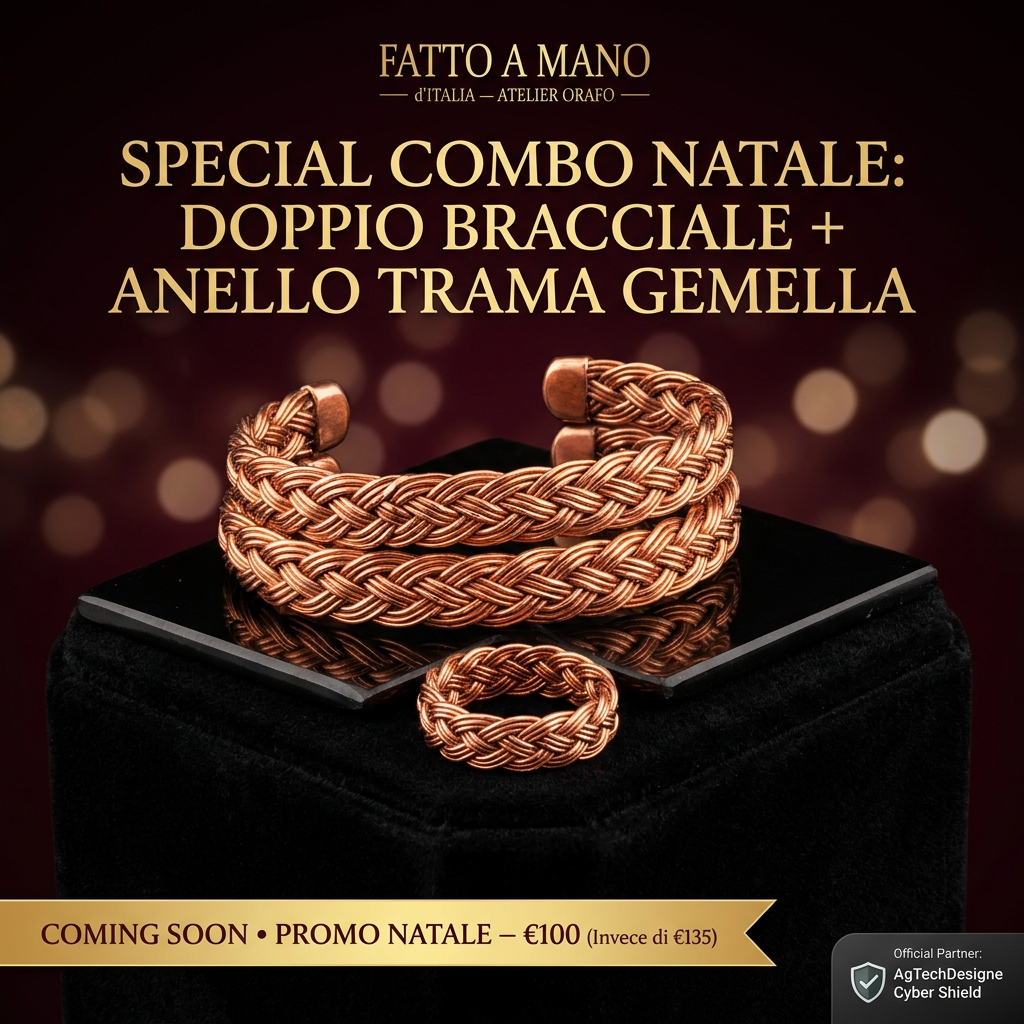 FATTO A MANO
d'ITALIA — ATELIER ORAFO
SPECIAL COMBO NATALE:
DOPPIO BRACCIALE +
ANELLO TRAMA GEMELLA
COMING SOON • PROMO NATALE – €100 (Invece di €135)
Official Partner:
AgTechDesigne
Cyber Shield